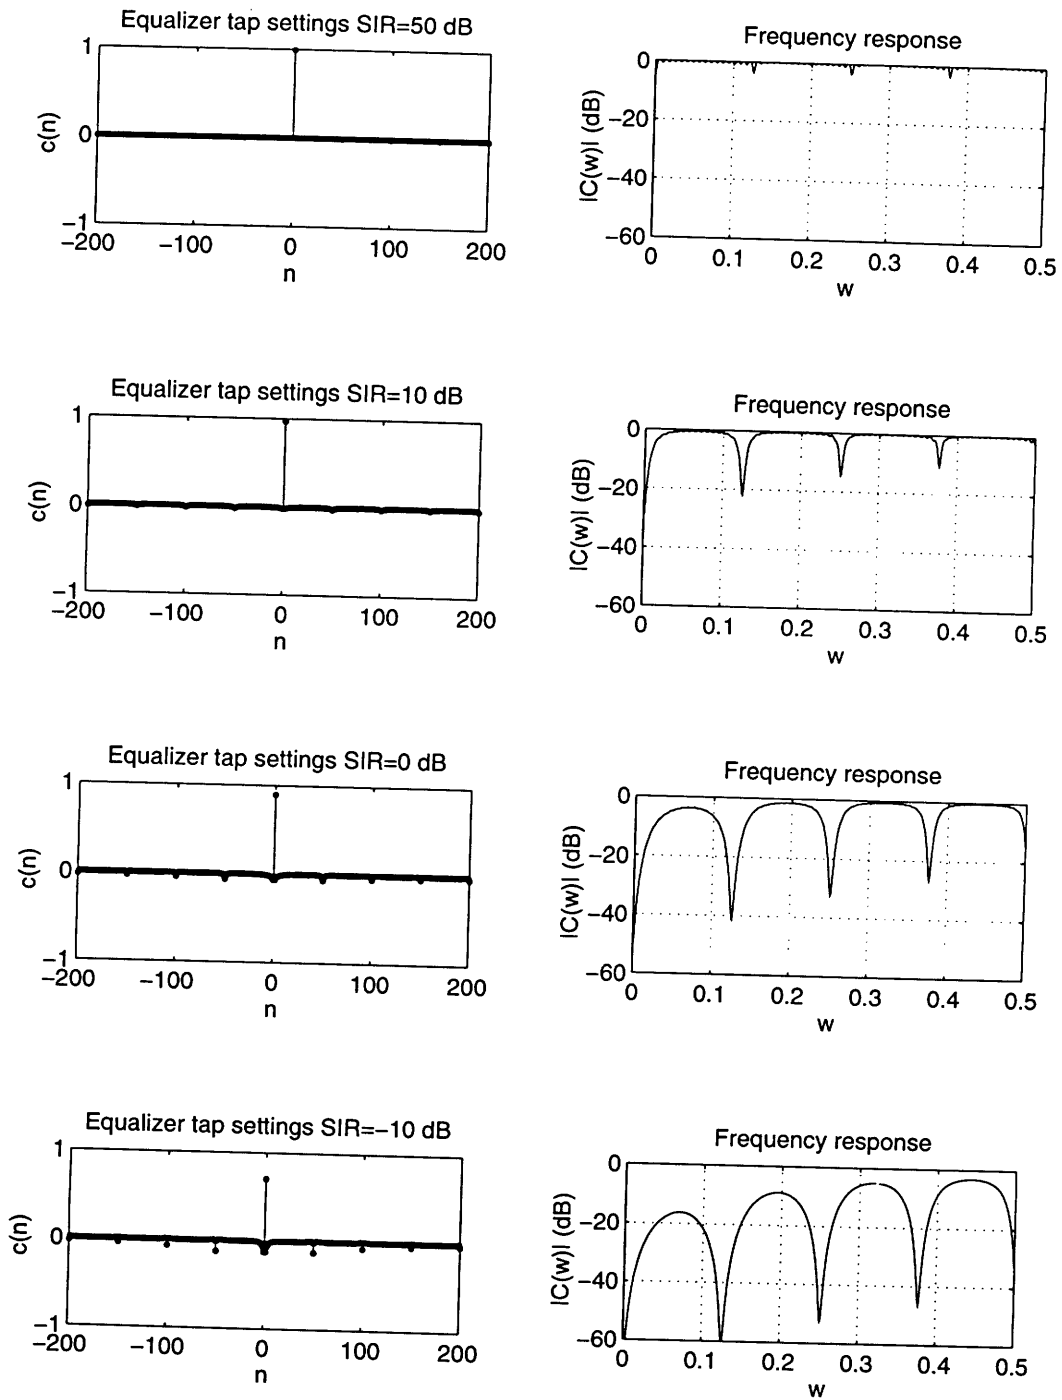 Equalizer tap settings SIR=50 dB
1
0
−1
c(n)
−200 −100 0 100 200
n
Frequency response
0
−20
−40
−60
|C(w)| (dB)
0 0.1 0.2 0.3 0.4 0.5
w
Equalizer tap settings SIR=10 dB
1
0
−1
c(n)
−200 −100 0 100 200
n
Frequency response
0
−20
−40
−60
|C(w)| (dB)
0 0.1 0.2 0.3 0.4 0.5
w
Equalizer tap settings SIR=0 dB
1
0
−1
c(n)
−200 −100 0 100 200
n
Frequency response
0
−20
−40
−60
|C(w)| (dB)
0 0.1 0.2 0.3 0.4 0.5
w
Equalizer tap settings SIR=−10 dB
1
0
−1
c(n)
−200 −100 0 100 200
n
Frequency response
0
−20
−40
−60
|C(w)| (dB)
0 0.1 0.2 0.3 0.4 0.5
w